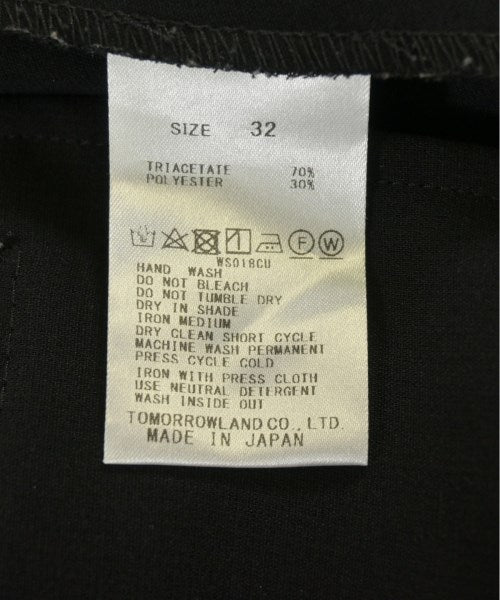 SIZE 32
TRIACETATE 70%
POLYESTER 30%
F W
WS018CU
HAND WASH
DO NOT BLEACH
DO NOT TUMBLE DRY
DRY IN SHADE
IRON MEDIUM
DRY CLEAN SHORT CYCLE
MACHINE WASH PERMANENT
PRESS CYCLE COLD
IRON WITH PRESS CLOTH
USE NEUTRAL DETERGENT
WASH INSIDE OUT
TOMORROWLAND CO., LTD.
MADE IN JAPAN